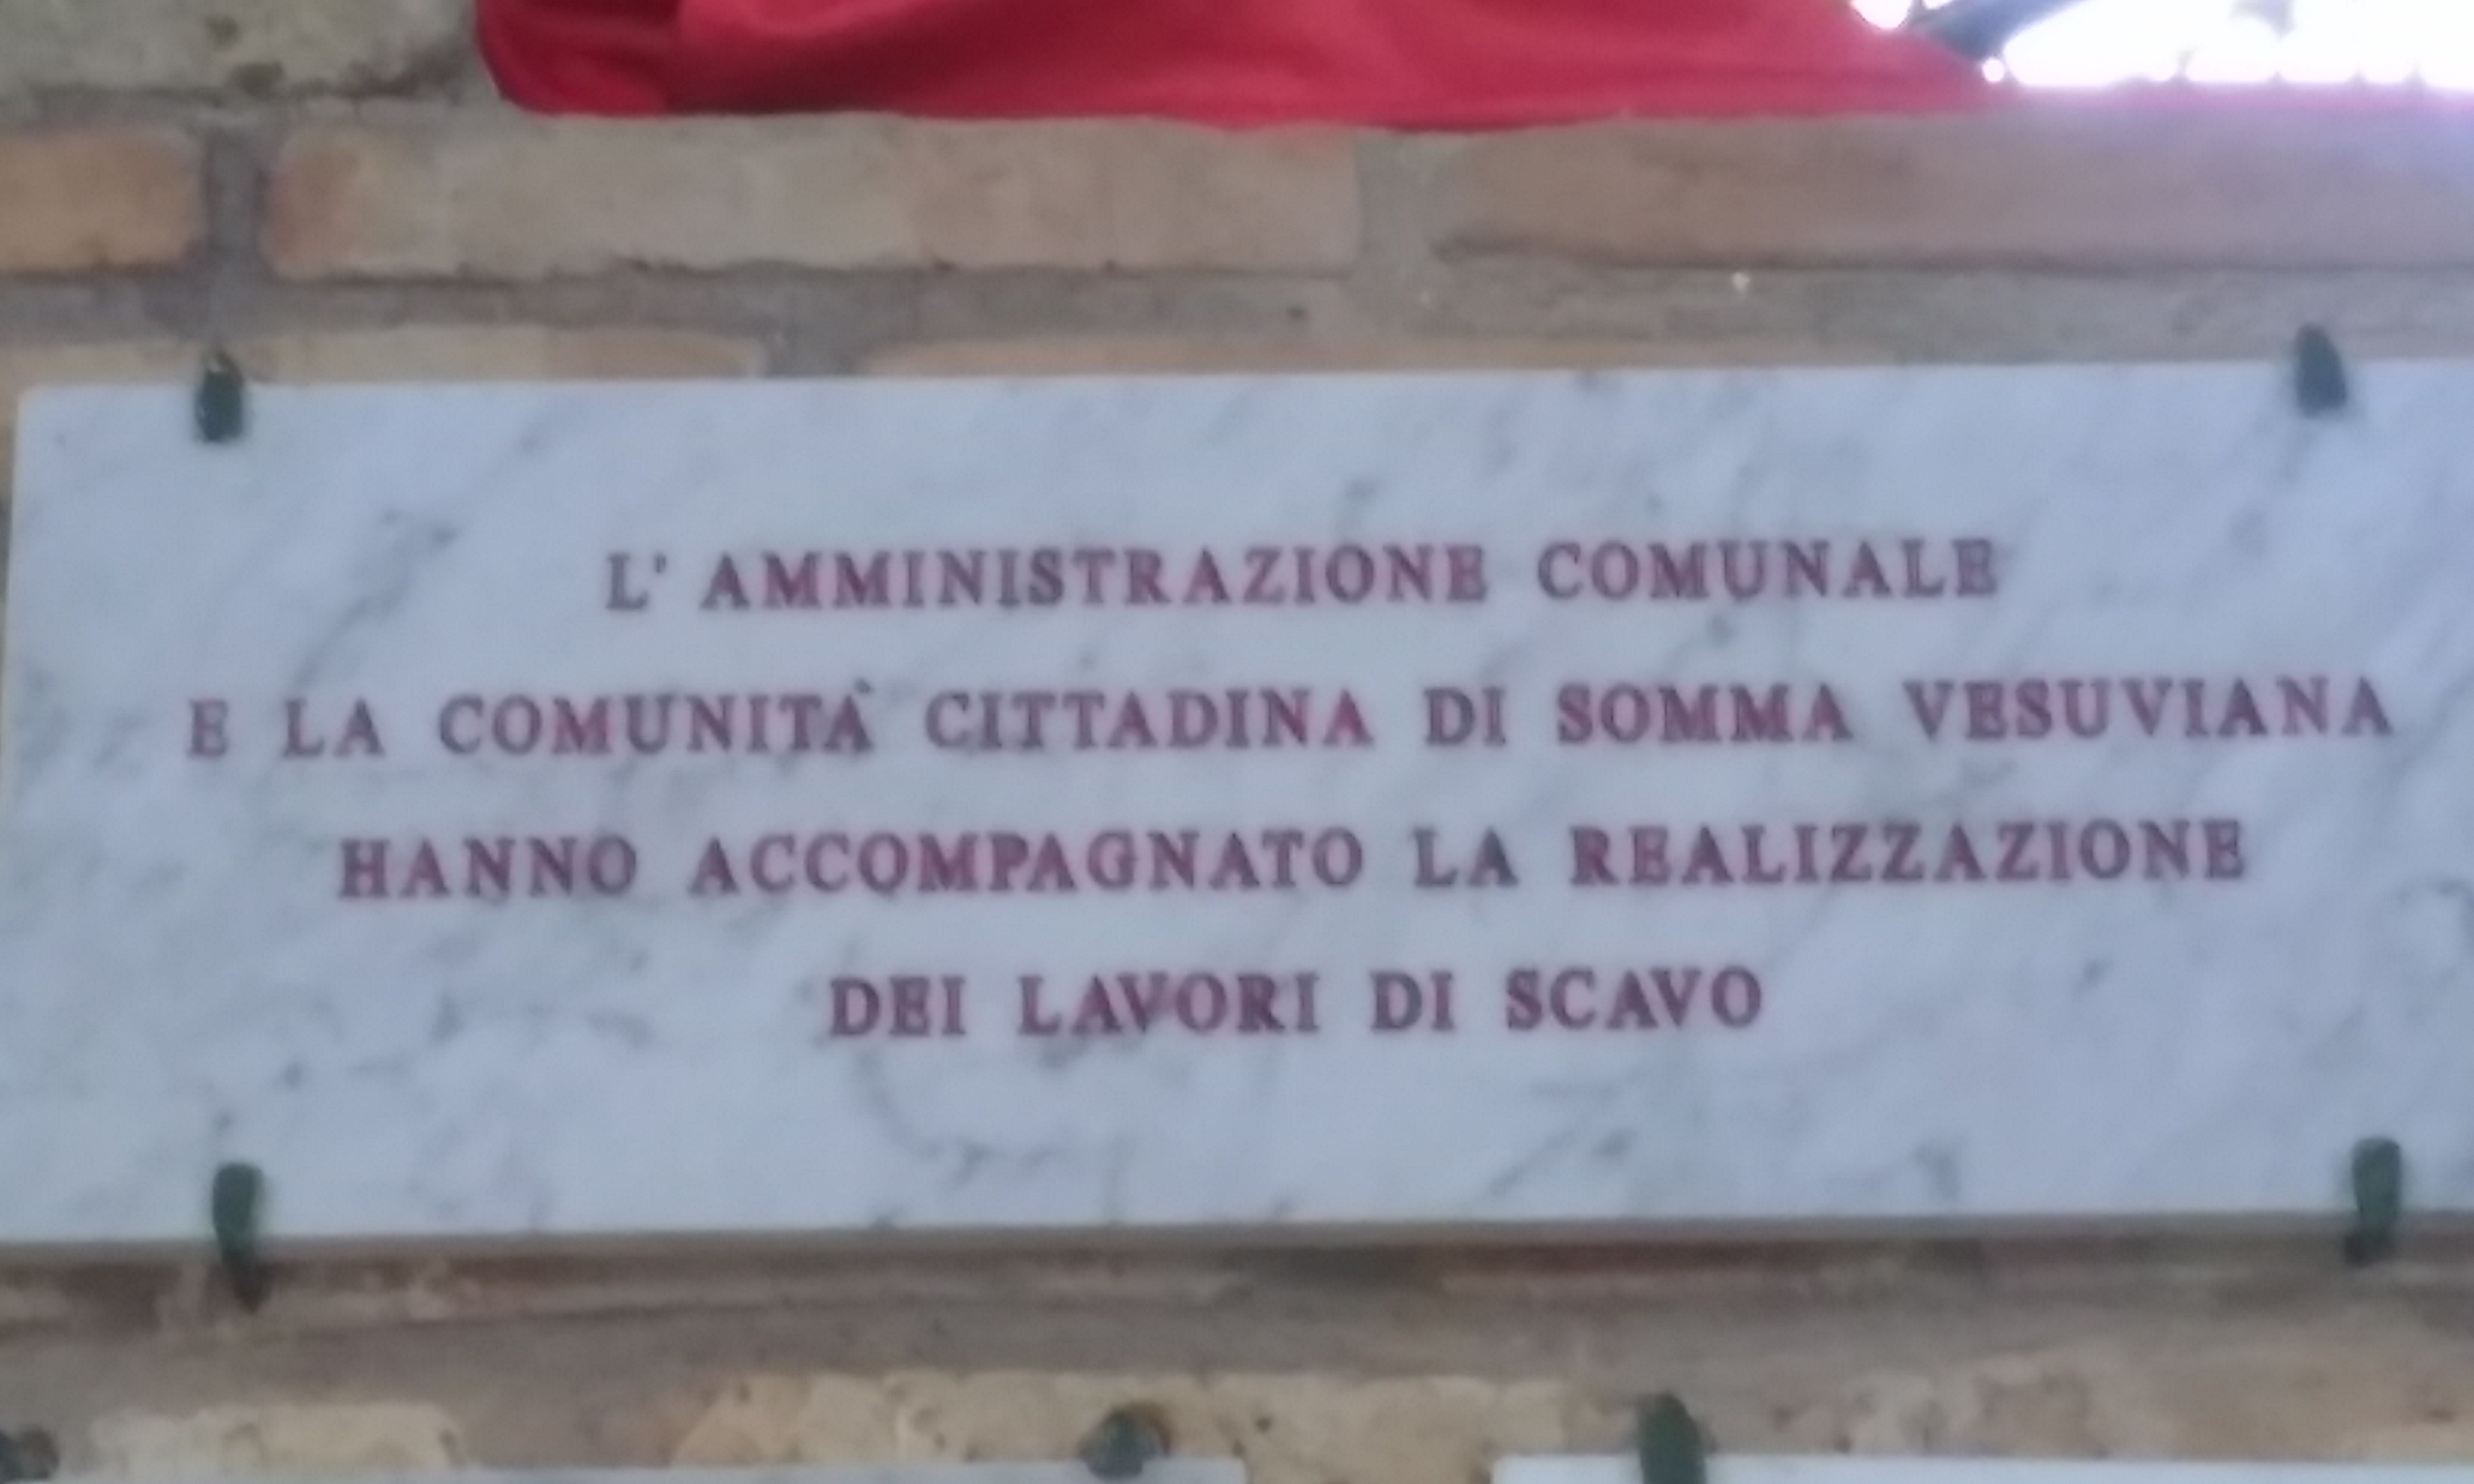 L' AMMINISTRAZIONE COMUNALE
E LA COMUNITÀ CITTADINA DI SOMMA VESUVIANA
HANNO ACCOMPAGNATO LA REALIZZAZIONE
DEI LAVORI DI SCAVO